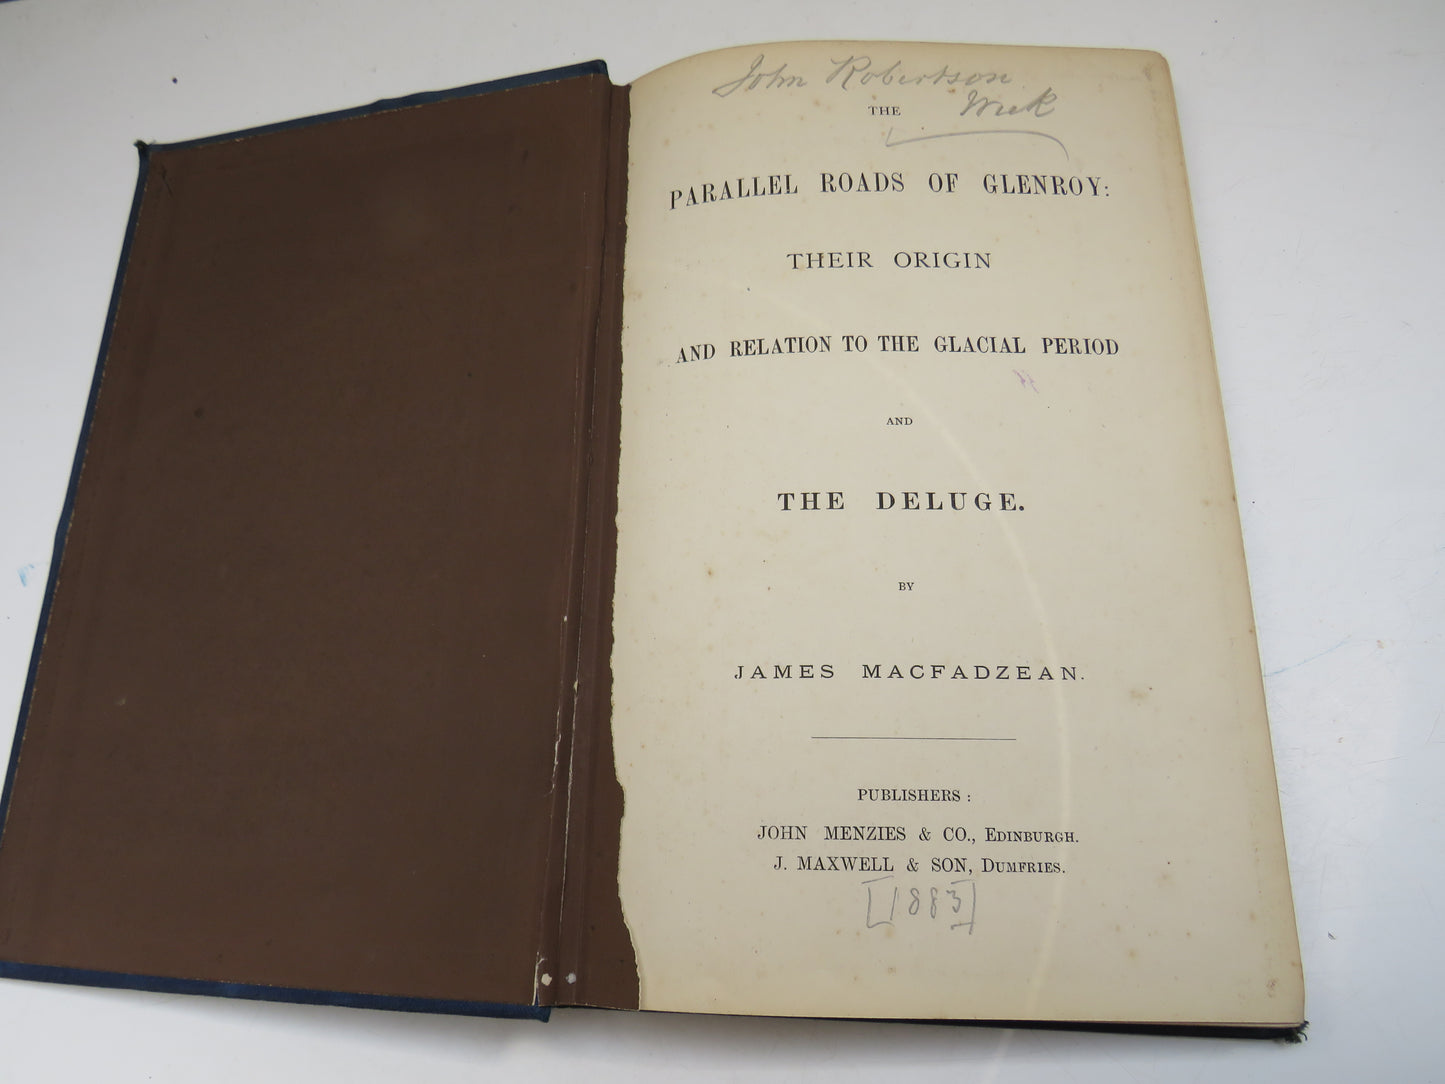 John Robertson
Wick
THE
PARALLEL ROADS OF GLENROY:
THEIR ORIGIN
AND RELATION TO THE GLACIAL PERIOD
AND
THE DELUGE.
BY
JAMES MACFADZEAN.
PUBLISHERS:
JOHN MENZIES & CO., EDINBURGH.
J. MAXWELL & SON, DUMFRIES.
[1883]